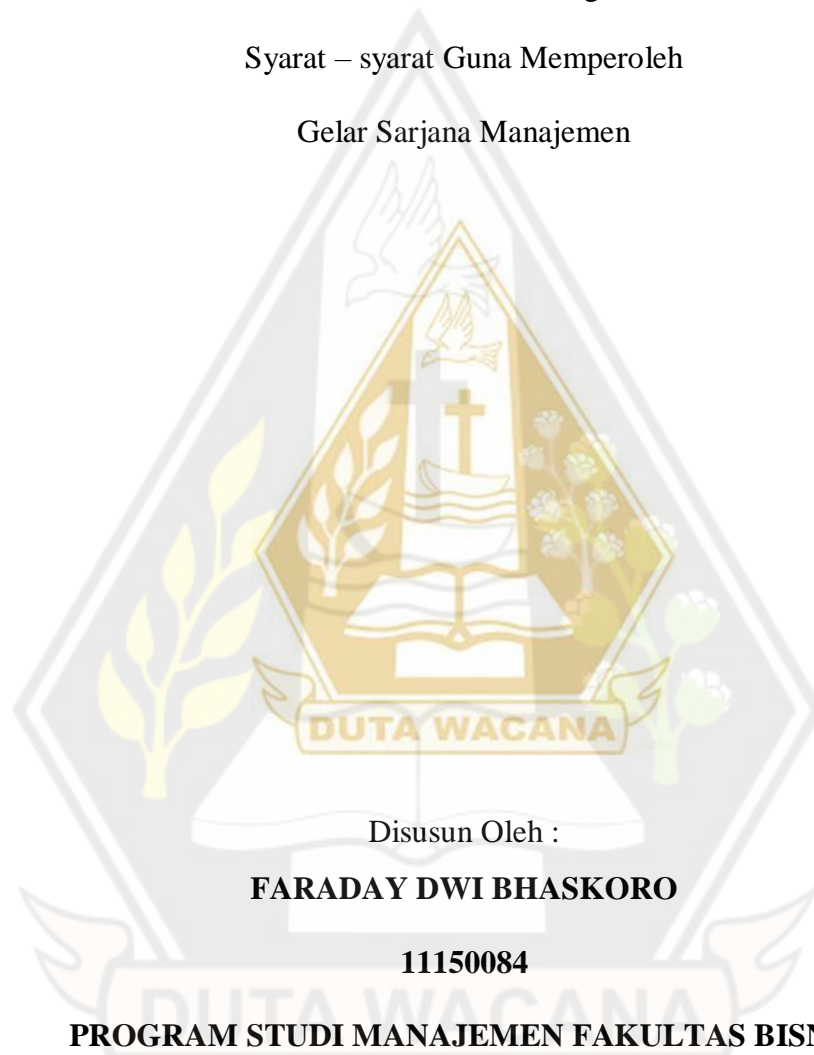 Syarat – syarat Guna Memperoleh
Gelar Sarjana Manajemen
DUTA WACANA
Disusun Oleh :
FARADAY DWI BHASKORO
11150084
DUTA WACANA
PROGRAM STUDI MANAJEMEN FAKULTAS